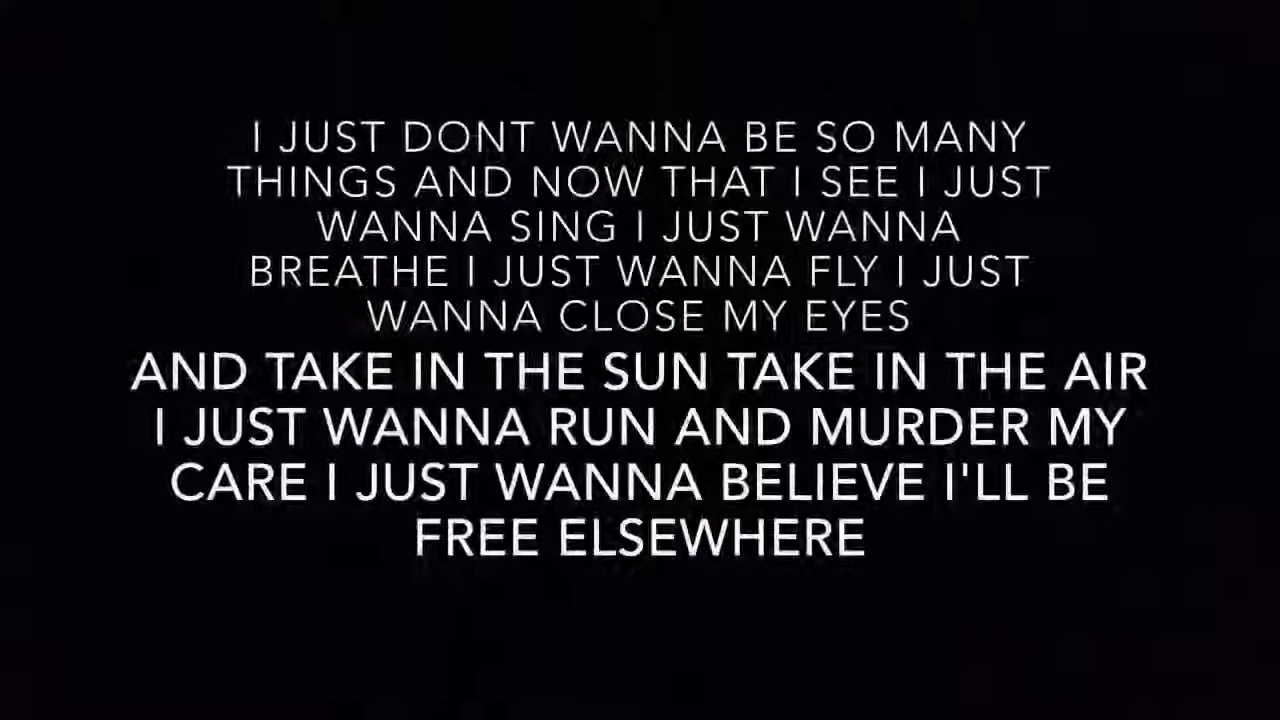 I JUST DONT WANNA BE SO MANY
THINGS AND NOW THAT I SEE I JUST
WANNA SING I JUST WANNA
BREATHE I JUST WANNA FLY I JUST
WANNA CLOSE MY EYES
AND TAKE IN THE SUN TAKE IN THE AIR
I JUST WANNA RUN AND MURDER MY
CARE I JUST WANNA BELIEVE I'LL BE
FREE ELSEWHERE